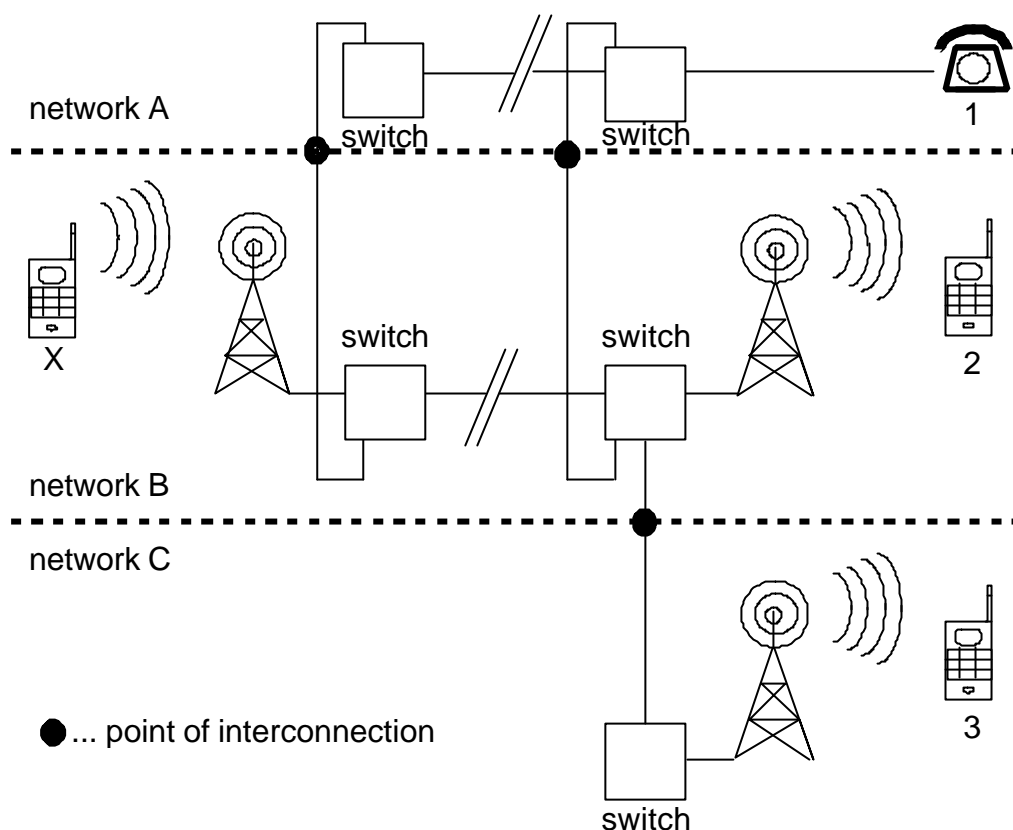 network A
switch
switch
1
X
switch
switch
2
network B
network C
● ... point of interconnection
3
switch